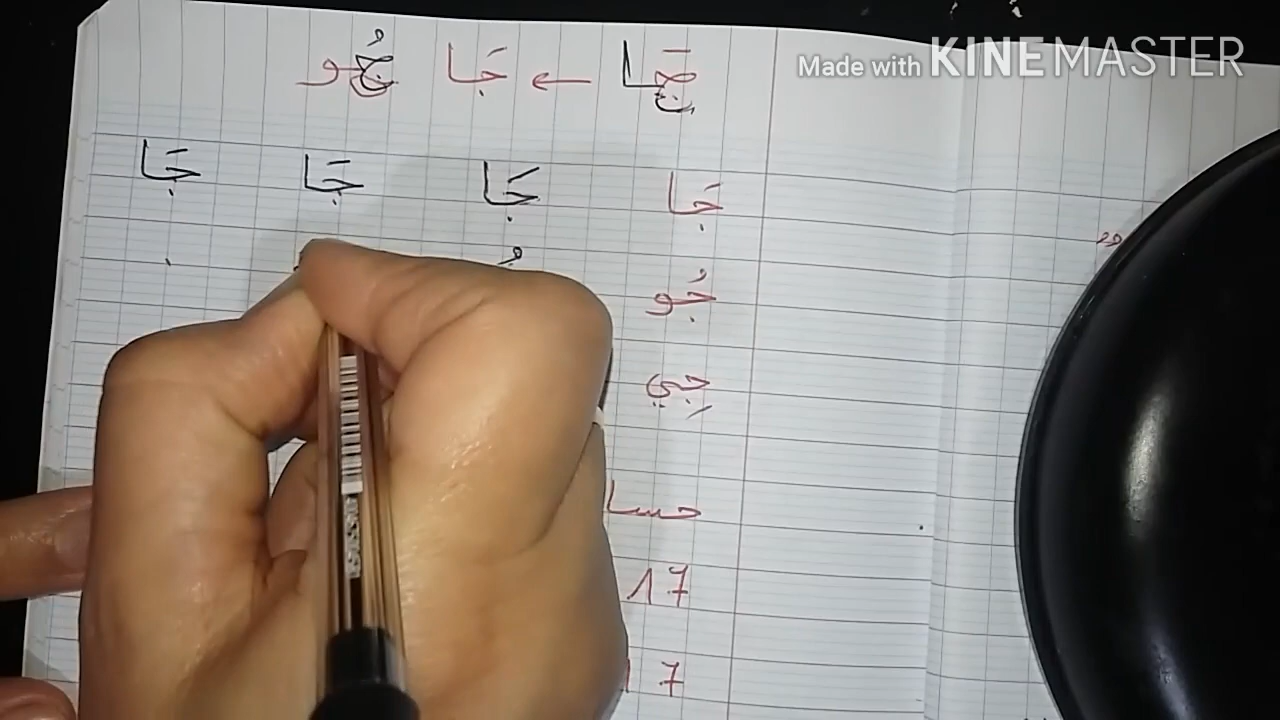 Made with KINEMASTER
جَا ← جَا جُو
جَا جَا جَا جَا
جُو
جِي
حسا
17
17